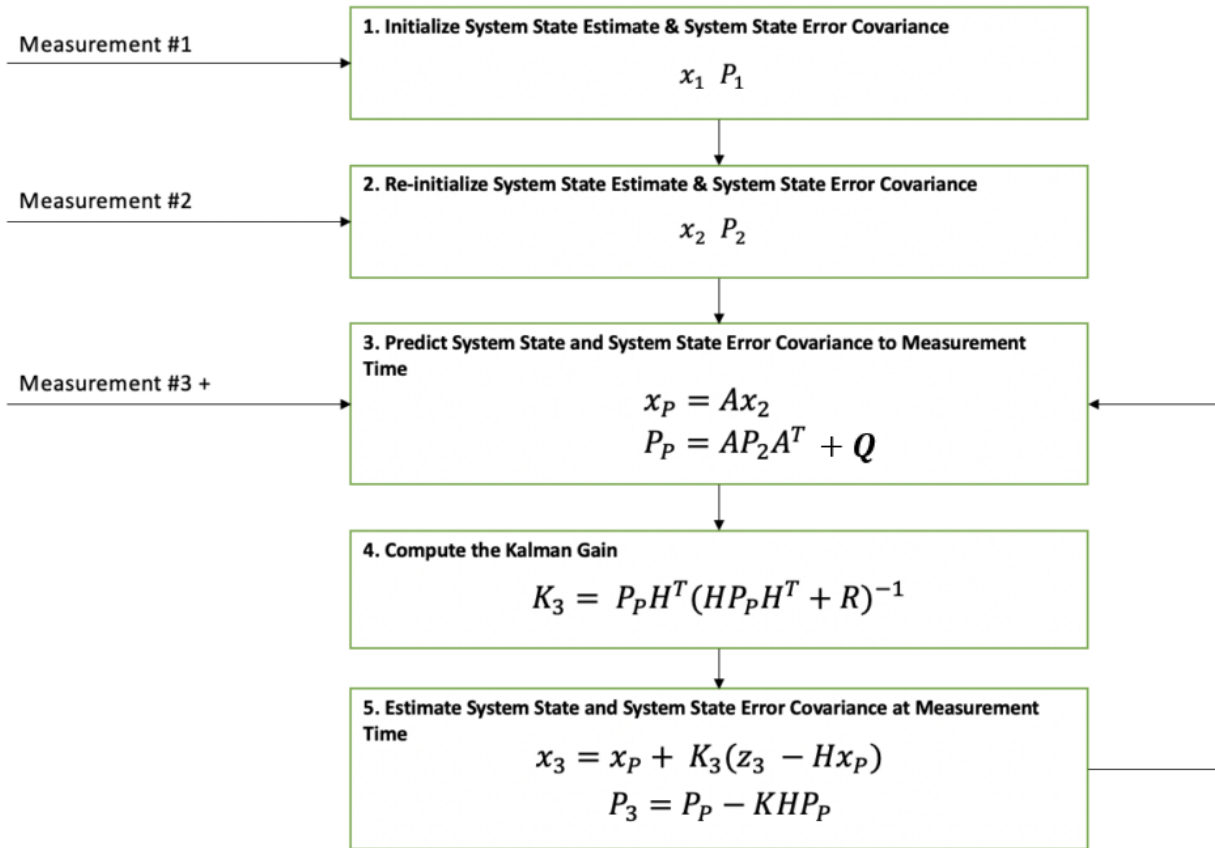 Measurement #1
1. Initialize System State Estimate & System State Error Covariance
x₁ P₁
Measurement #2
2. Re-initialize System State Estimate & System State Error Covariance
x₂ P₂
Measurement #3 +
3. Predict System State and System State Error Covariance to Measurement
Time
x_P = Ax₂
P_P = AP₂Aᵀ + Q
4. Compute the Kalman Gain
K₃ = P_PHᵀ(HP_PHᵀ + R)⁻¹
5. Estimate System State and System State Error Covariance at Measurement
Time
x₃ = x_P + K₃(z₃ − Hx_P)
P₃ = P_P − KHP_P